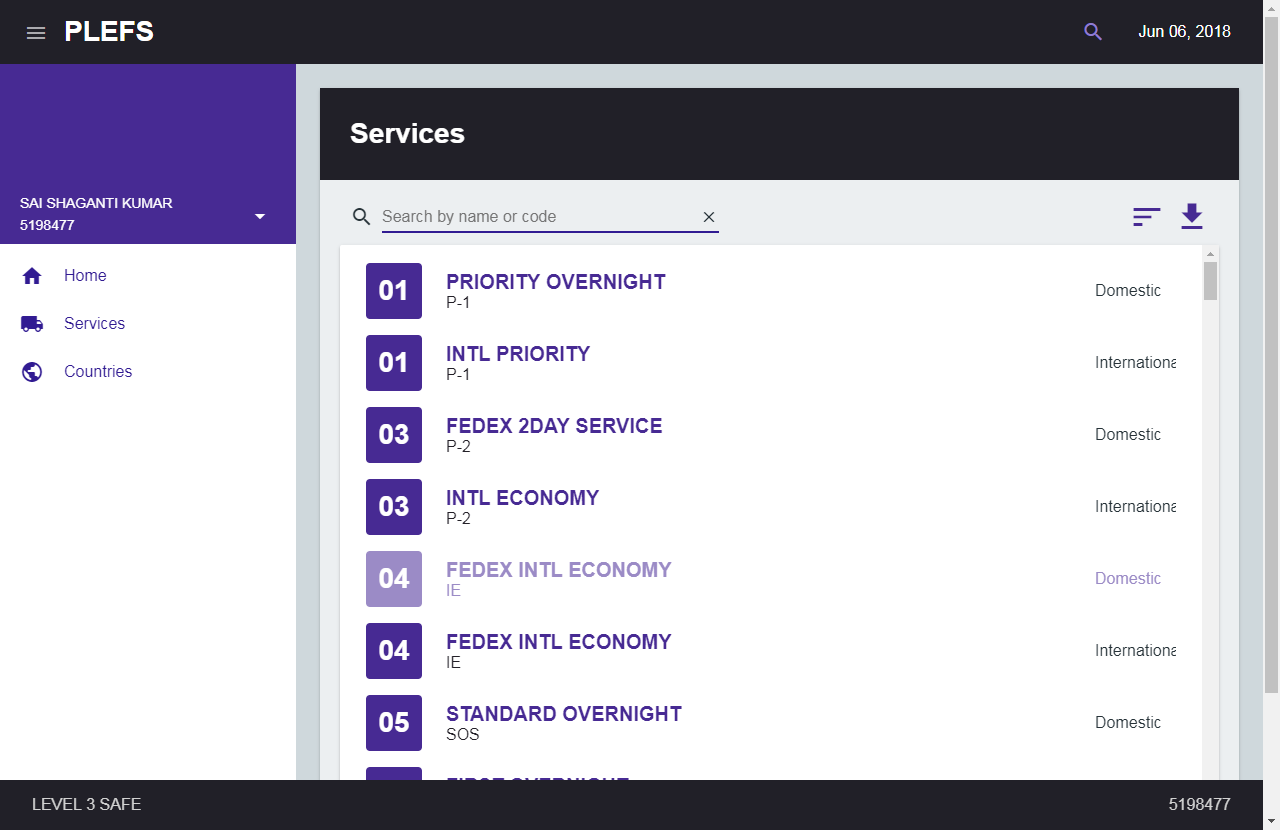 PLEFS
Jun 06, 2018
SAI SHAGANTI KUMAR
5198477
Home
Services
Countries
Services
Search by name or code
01
PRIORITY OVERNIGHT
P-1
Domestic
01
INTL PRIORITY
P-1
Internationa
03
FEDEX 2DAY SERVICE
P-2
Domestic
03
INTL ECONOMY
P-2
Internationa
04
FEDEX INTL ECONOMY
IE
Domestic
04
FEDEX INTL ECONOMY
IE
Internationa
05
STANDARD OVERNIGHT
SOS
Domestic
FIRST OVERNIGHT
LEVEL 3 SAFE
5198477